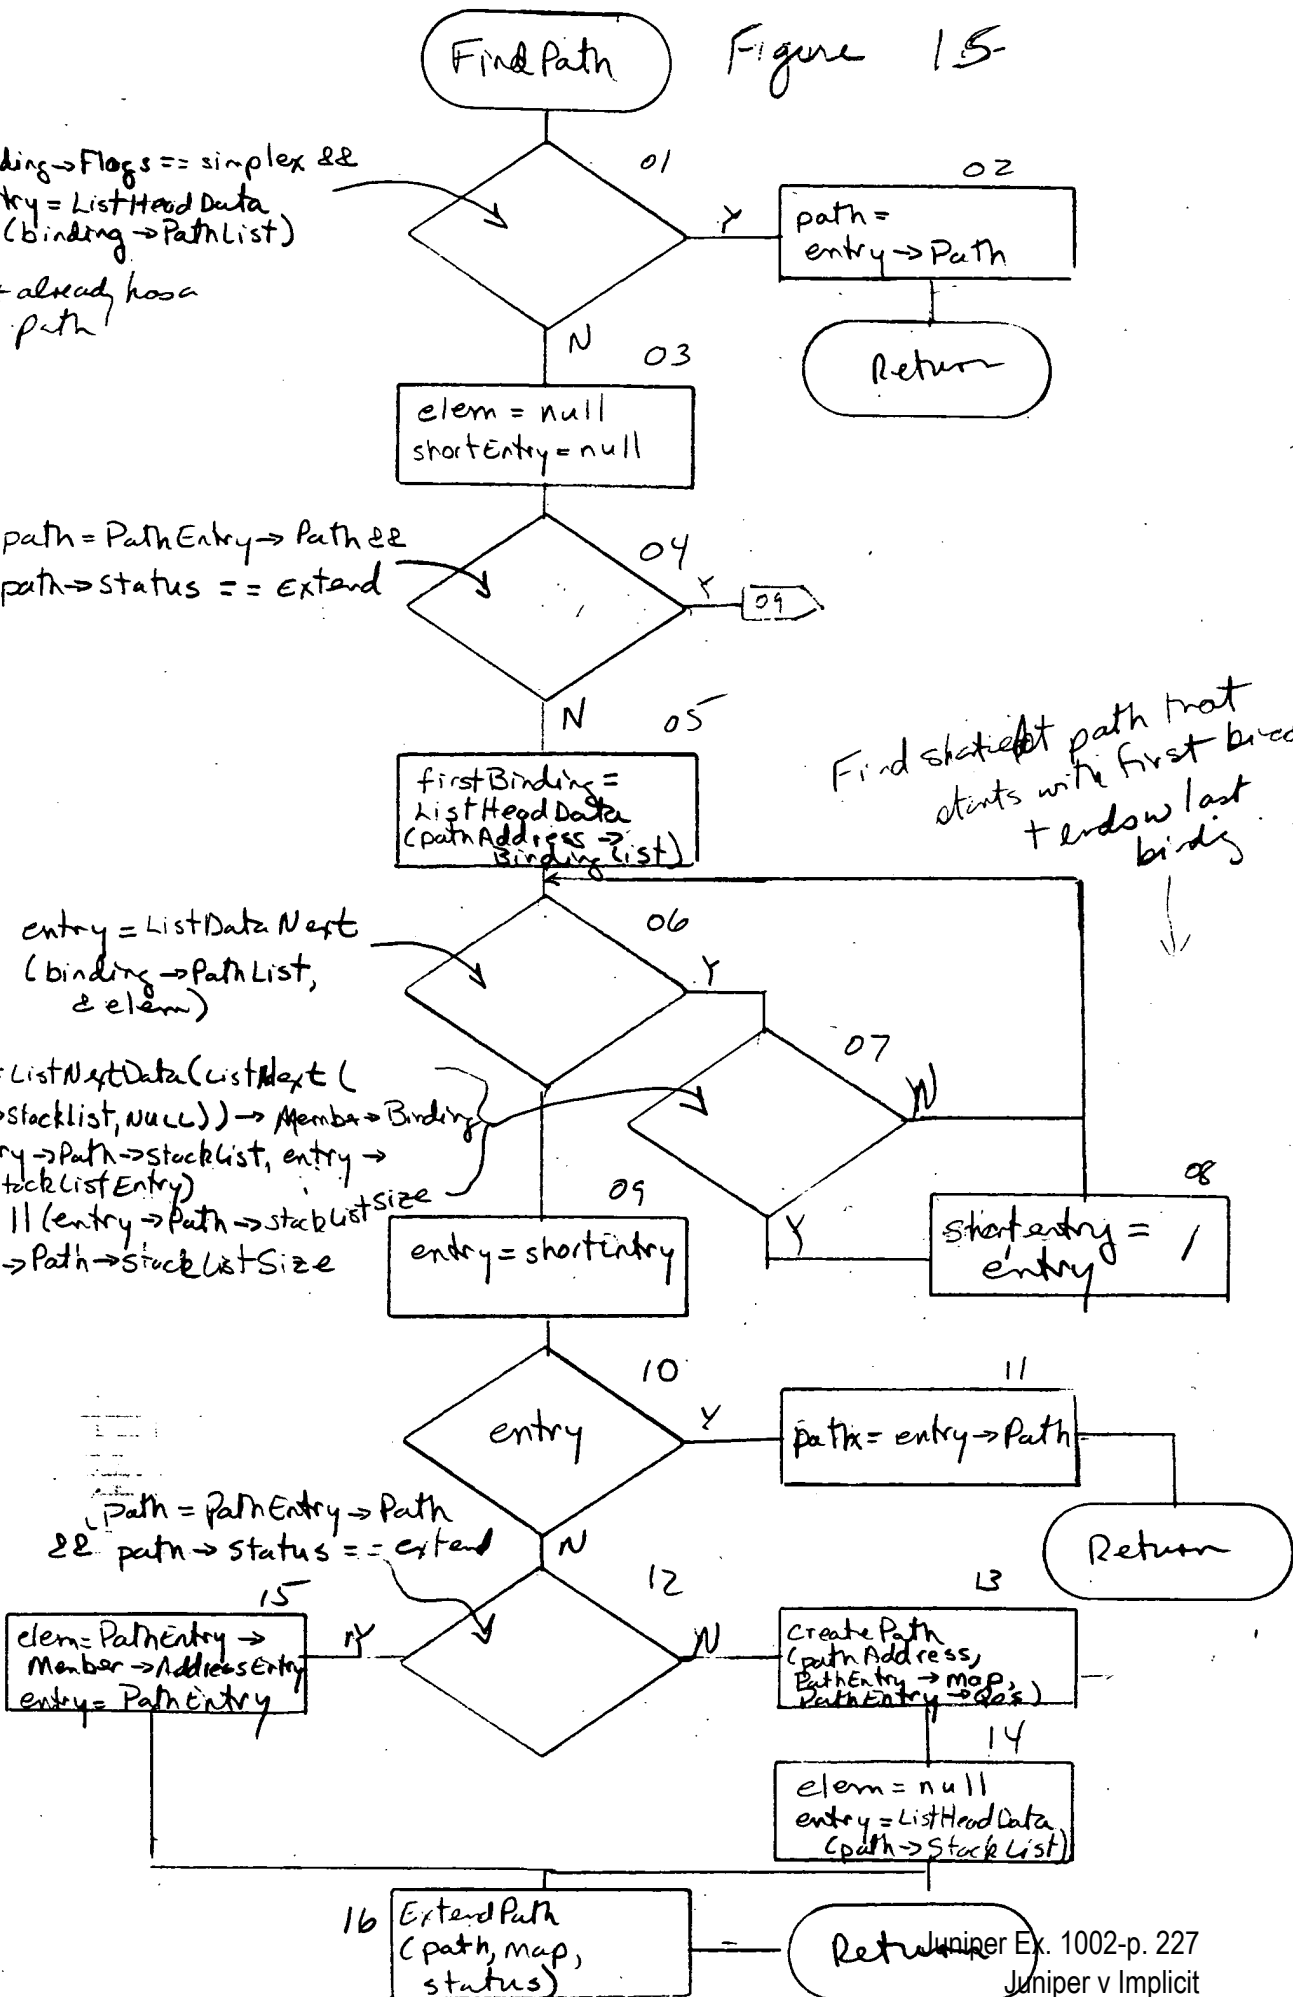 FindPath
Figure 15
ding→Flags == simplex &&
try = ListHeadData
(binding→PathList)
already has a
path
01
Y
02
path =
entry→Path
Return
N
03
elem = null
shortEntry = null
path = PathEntry→Path &&
path→Status == Extend
04
Y
09
N
05
firstBinding =
ListHeadData
(pathAddress→
BindingList)
Find shortest path that
starts with first bind
+ ends w last
bindg
entry = ListDataNext
(binding→PathList,
&elem)
06
Y
07
N
= ListNextData(ListNext(
→StackList, NULL))→Member→Binding
ry→Path→StackList, entry→
tackListEntry)
|| (entry→Path→StackListSize
→Path→StackListSize
Y
08
shortentry =
entry
09
entry = shortEntry
10
entry
Y
11
path = entry→Path
Return
N
path = PathEntry→Path
&& path→status == extend
12
15
elem = PathEntry→
Member→AddressEntry
entry = PathEntry
Y
N
13
CreatePath
(pathAddress,
PathEntry→map,
PathEntry→QoS)
14
elem = null
entry = ListHeadData
(path→StackList)
16
ExtendPath
(path, map,
status)
Return
Juniper Ex. 1002-p. 227
Juniper v Implicit